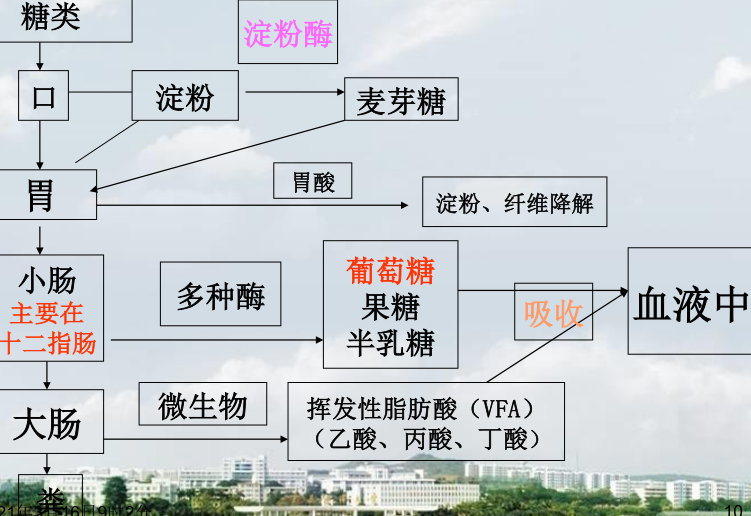 糖类
淀粉酶
口
淀粉
麦芽糖
胃
胃酸
淀粉、纤维降解
小肠
主要在
十二指肠
多种酶
葡萄糖
果糖
半乳糖
吸收
血液中
大肠
微生物
挥发性脂肪酸（VFA）
（乙酸、丙酸、丁酸）
粪
10